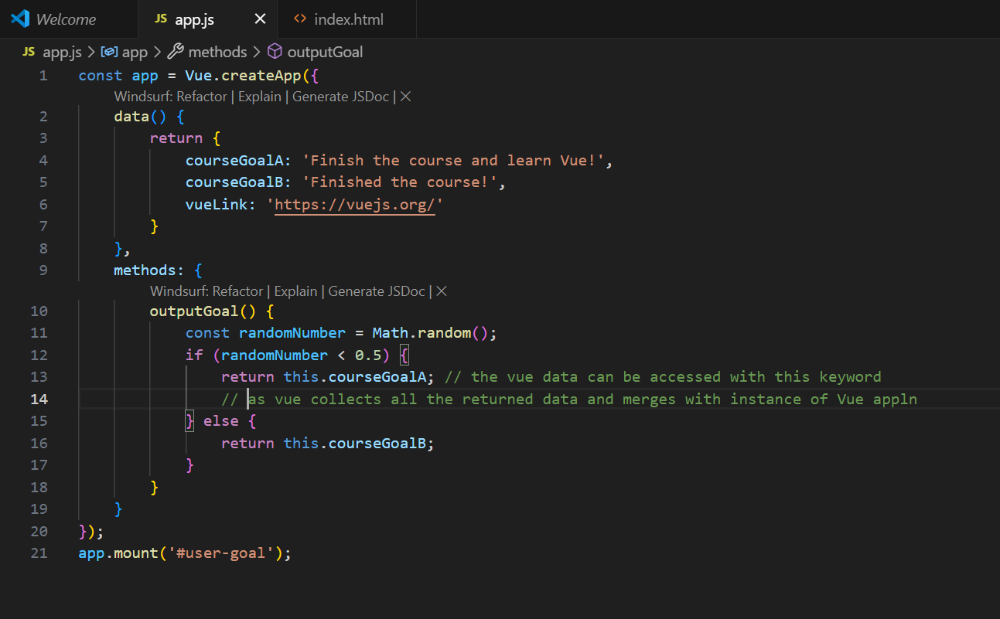 Welcome JS app.js × <> index.html
JS app.js > app > methods > outputGoal
1 const app = Vue.createApp({
Windsurf: Refactor | Explain | Generate JSDoc | ×
2 data() {
3 return {
4 courseGoalA: 'Finish the course and learn Vue!',
5 courseGoalB: 'Finished the course!',
6 vueLink: 'https://vuejs.org/'
7 }
8 },
9 methods: {
Windsurf: Refactor | Explain | Generate JSDoc | ×
10 outputGoal() {
11 const randomNumber = Math.random();
12 if (randomNumber < 0.5) {
13 return this.courseGoalA; // the vue data can be accessed with this keyword
14 // as vue collects all the returned data and merges with instance of Vue appln
15 } else {
16 return this.courseGoalB;
17 }
18 }
19 }
20 });
21 app.mount('#user-goal');